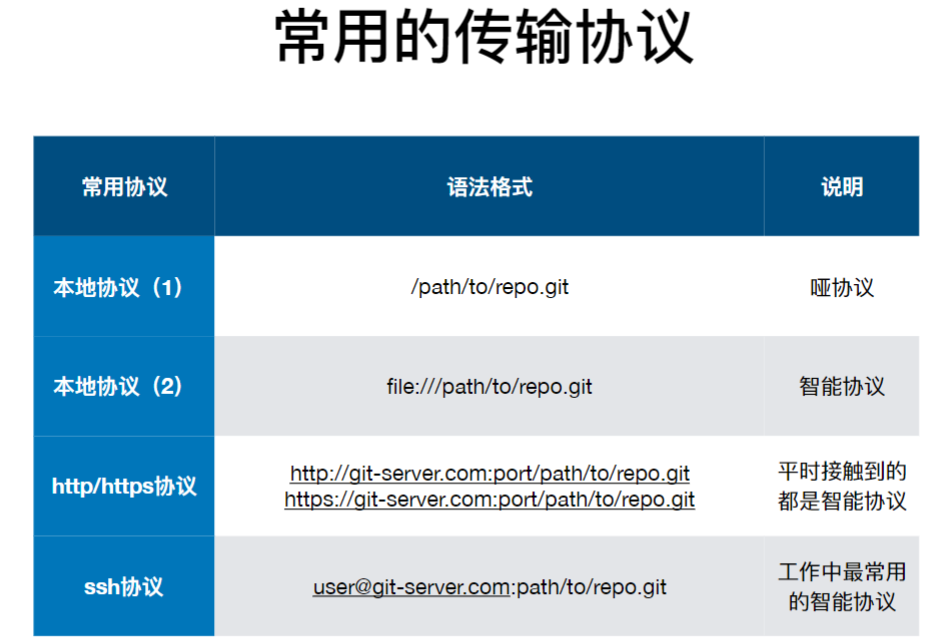 常用的传输协议
常用协议 语法格式 说明
本地协议（1） /path/to/repo.git 哑协议
本地协议（2） file:///path/to/repo.git 智能协议
http/https协议
http://git-server.com:port/path/to/repo.git
https://git-server.com:port/path/to/repo.git
平时接触到的
都是智能协议
ssh协议
user@git-server.com:path/to/repo.git
工作中最常用
的智能协议